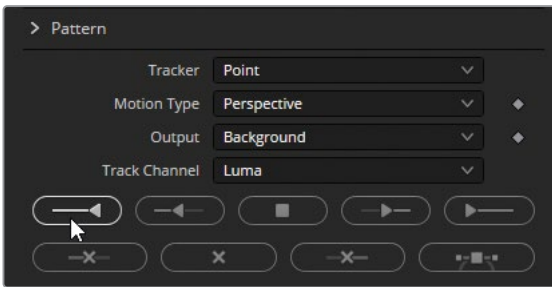 Pattern
Tracker Point
Motion Type Perspective
Output Background
Track Channel Luma